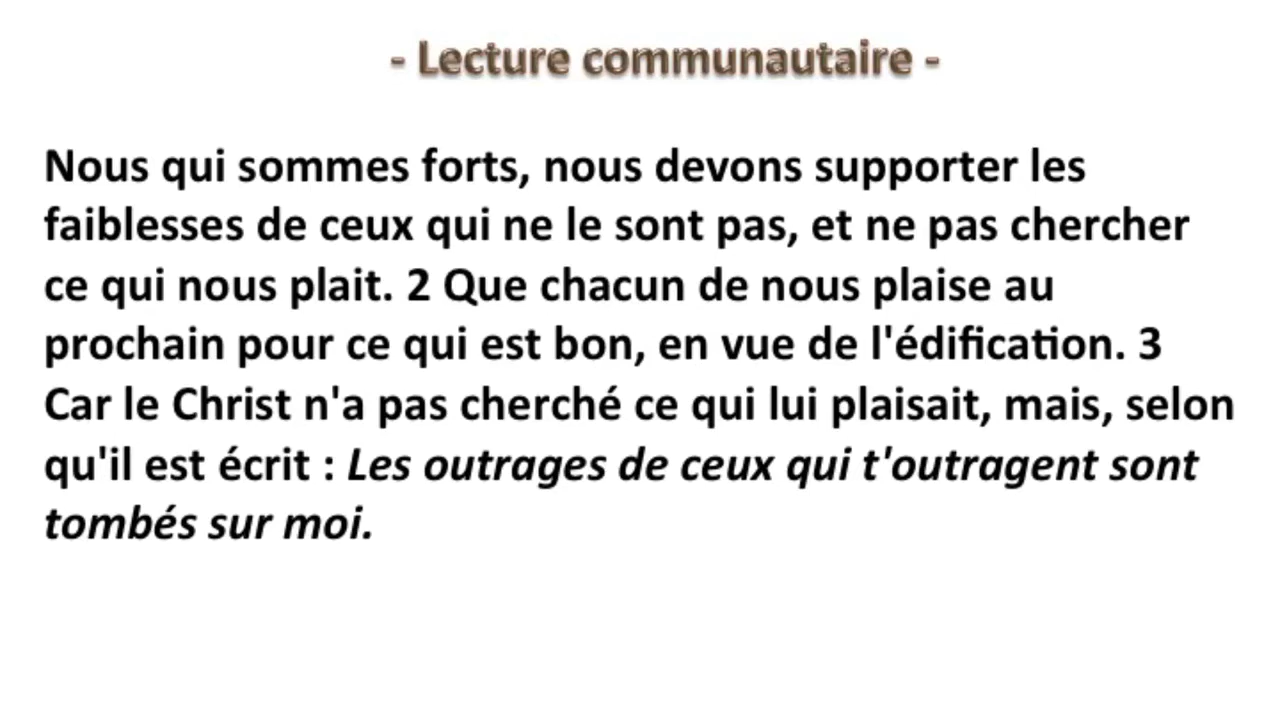 - Lecture communautaire -
Nous qui sommes forts, nous devons supporter les
faiblesses de ceux qui ne le sont pas, et ne pas chercher
ce qui nous plait. 2 Que chacun de nous plaise au
prochain pour ce qui est bon, en vue de l'édification. 3
Car le Christ n'a pas cherché ce qui lui plaisait, mais, selon
qu'il est écrit : Les outrages de ceux qui t'outragent sont
tombés sur moi.